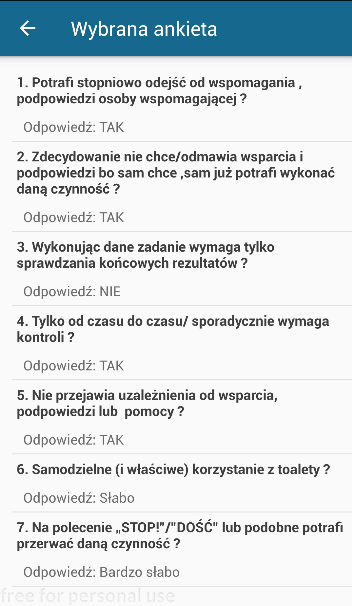 Wybrana ankieta
1. Potrafi stopniowo odejść od wspomagania ,
podpowiedzi osoby wspomagającej ?
Odpowiedź: TAK
2. Zdecydowanie nie chce/odmawia wsparcia i
podpowiedzi bo sam chce ,sam już potrafi wykonać
daną czynność ?
Odpowiedź: TAK
3. Wykonując dane zadanie wymaga tylko
sprawdzania końcowych rezultatów ?
Odpowiedź: NIE
4. Tylko od czasu do czasu/ sporadycznie wymaga
kontroli ?
Odpowiedź: TAK
5. Nie przejawia uzależnienia od wsparcia,
podpowiedzi lub  pomocy ?
Odpowiedź: TAK
6. Samodzielne (i właściwe) korzystanie z toalety ?
Odpowiedź: Słabo
7. Na polecenie „STOP!"/"DOŚĆ" lub podobne potrafi
przerwać daną czynność ?
Odpowiedź: Bardzo słabo
free for personal use